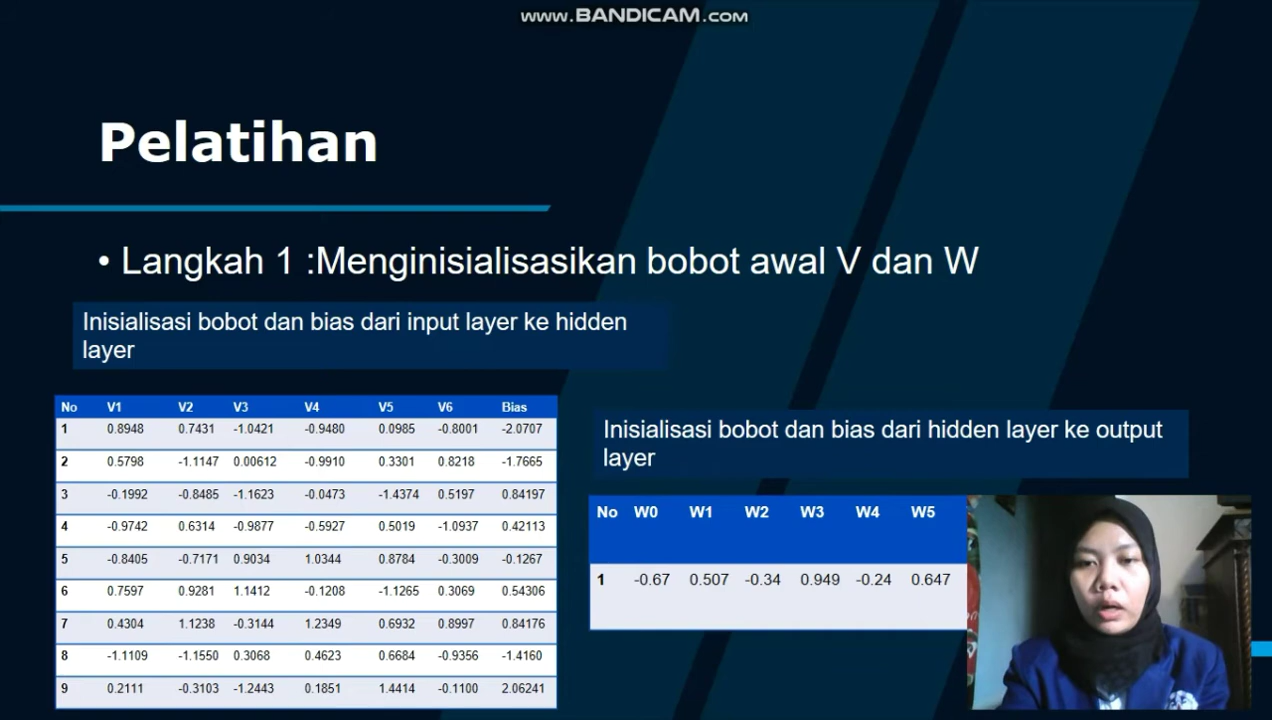 www.BANDICAM.com
Pelatihan
• Langkah 1 :Menginisialisasikan bobot awal V dan W
Inisialisasi bobot dan bias dari input layer ke hidden
layer
No V1 V2 V3 V4 V5 V6 Bias
1 0.8948 0.7431 -1.0421 -0.9480 0.0985 -0.8001 -2.0707
2 0.5798 -1.1147 0.00612 -0.9910 0.3301 0.8218 -1.7665
3 -0.1992 -0.8485 -1.1623 -0.0473 -1.4374 0.5197 0.84197
4 -0.9742 0.6314 -0.9877 -0.5927 0.5019 -1.0937 0.42113
5 -0.8405 -0.7171 0.9034 1.0344 0.8784 -0.3009 -0.1267
6 0.7597 0.9281 1.1412 -0.1208 -1.1265 0.3069 0.54306
7 0.4304 1.1238 -0.3144 1.2349 0.6932 0.8997 0.84176
8 -1.1109 -1.1550 0.3068 0.4623 0.6684 -0.9356 -1.4160
9 0.2111 -0.3103 -1.2443 0.1851 1.4414 -0.1100 2.06241
Inisialisasi bobot dan bias dari hidden layer ke output
layer
No W0 W1 W2 W3 W4 W5
1 -0.67 0.507 -0.34 0.949 -0.24 0.647